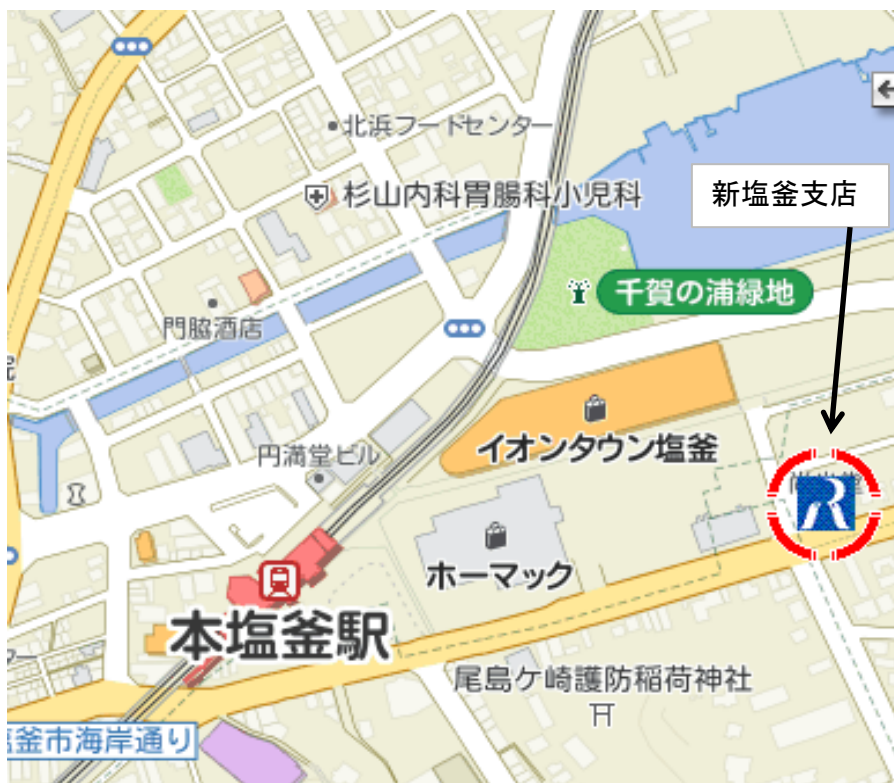 北浜フードセンター
杉山内科胃腸科小児科
新塩釜支店
千賀の浦緑地
門脇酒店
イオンタウン塩釜
円満堂ビル
ホーマック
本塩釜駅
尾島ケ崎護防稲荷神社
釜市海岸通り